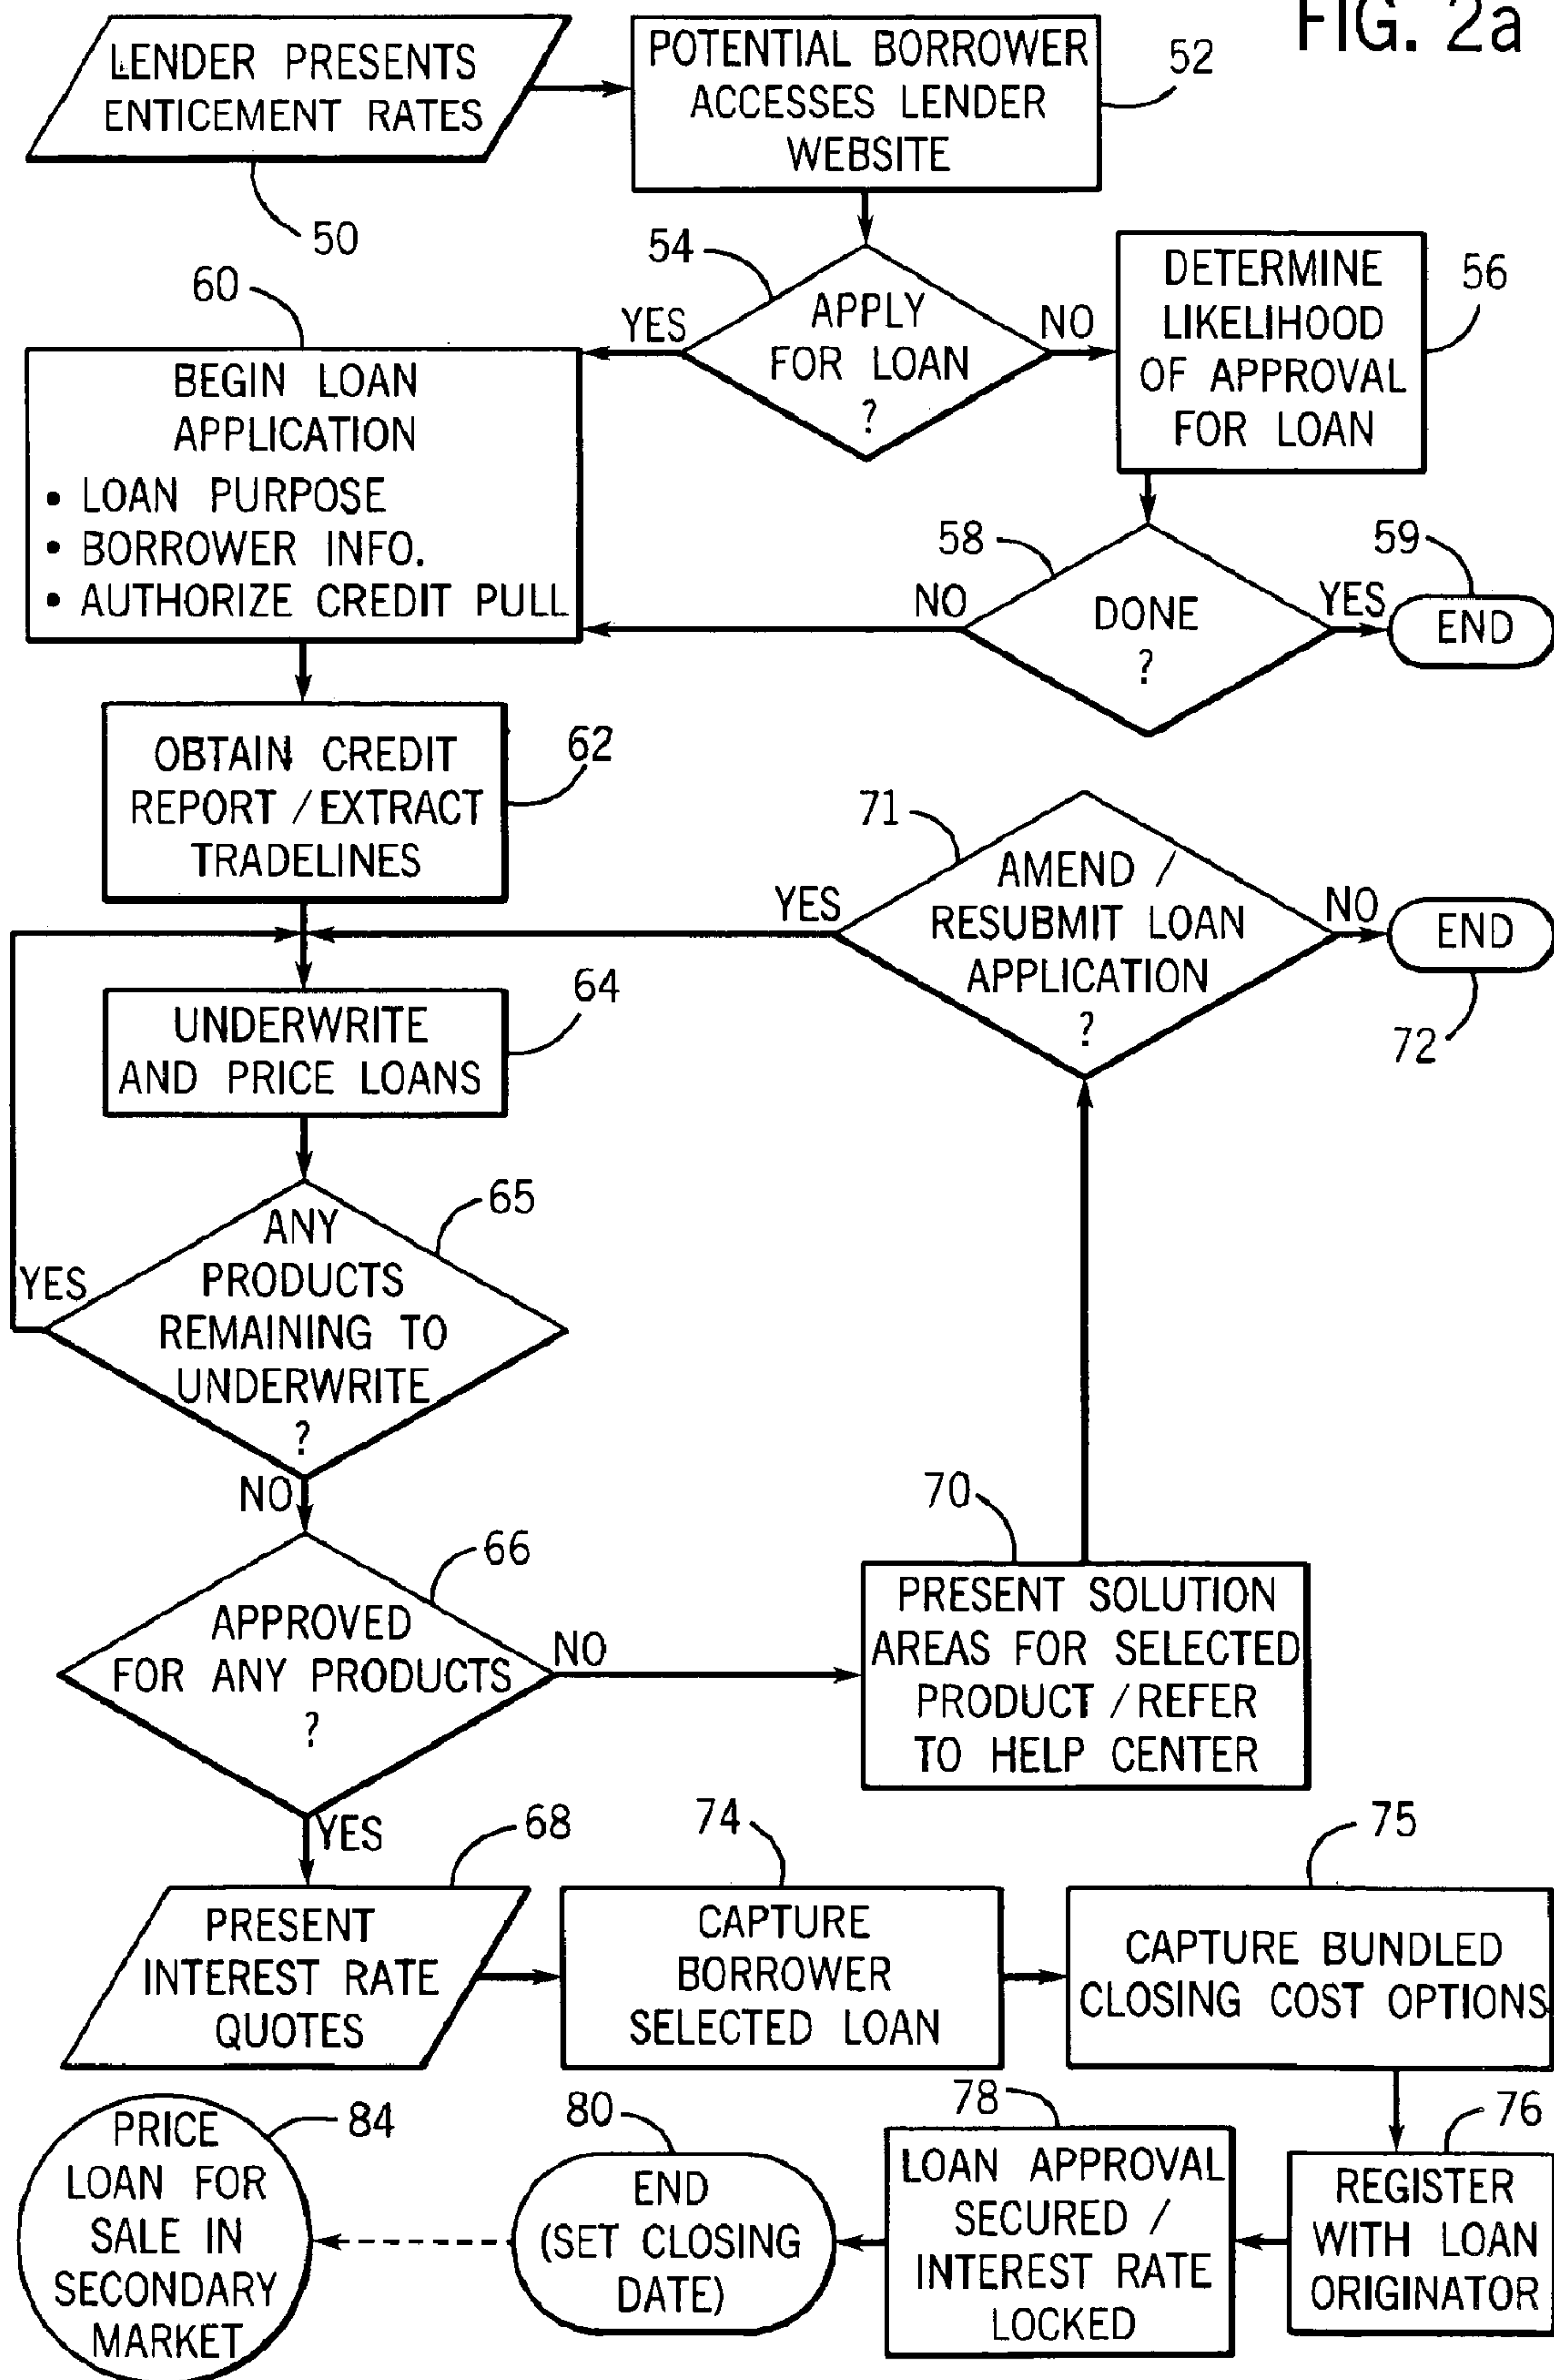 FIG. 2a
LENDER PRESENTS
ENTICEMENT RATES
50
POTENTIAL BORROWER
ACCESSES LENDER
WEBSITE
52
54
APPLY
FOR LOAN
?
YES
NO
DETERMINE
LIKELIHOOD
OF APPROVAL
FOR LOAN
56
58
DONE
?
NO
YES
59
END
60
BEGIN LOAN
APPLICATION
• LOAN PURPOSE
• BORROWER INFO.
• AUTHORIZE CREDIT PULL
OBTAIN CREDIT
REPORT / EXTRACT
TRADELINES
62
71
AMEND /
RESUBMIT LOAN
APPLICATION
?
YES
NO
END
72
UNDERWRITE
AND PRICE LOANS
64
ANY
PRODUCTS
REMAINING TO
UNDERWRITE
?
65
YES
NO
APPROVED
FOR ANY PRODUCTS
?
66
NO
YES
70
PRESENT SOLUTION
AREAS FOR SELECTED
PRODUCT / REFER
TO HELP CENTER
PRESENT
INTEREST RATE
QUOTES
68
74
CAPTURE
BORROWER
SELECTED LOAN
75
CAPTURE BUNDLED
CLOSING COST OPTIONS
76
REGISTER
WITH LOAN
ORIGINATOR
78
LOAN APPROVAL
SECURED /
INTEREST RATE
LOCKED
80
END
(SET CLOSING
DATE)
84
PRICE
LOAN FOR
SALE IN
SECONDARY
MARKET